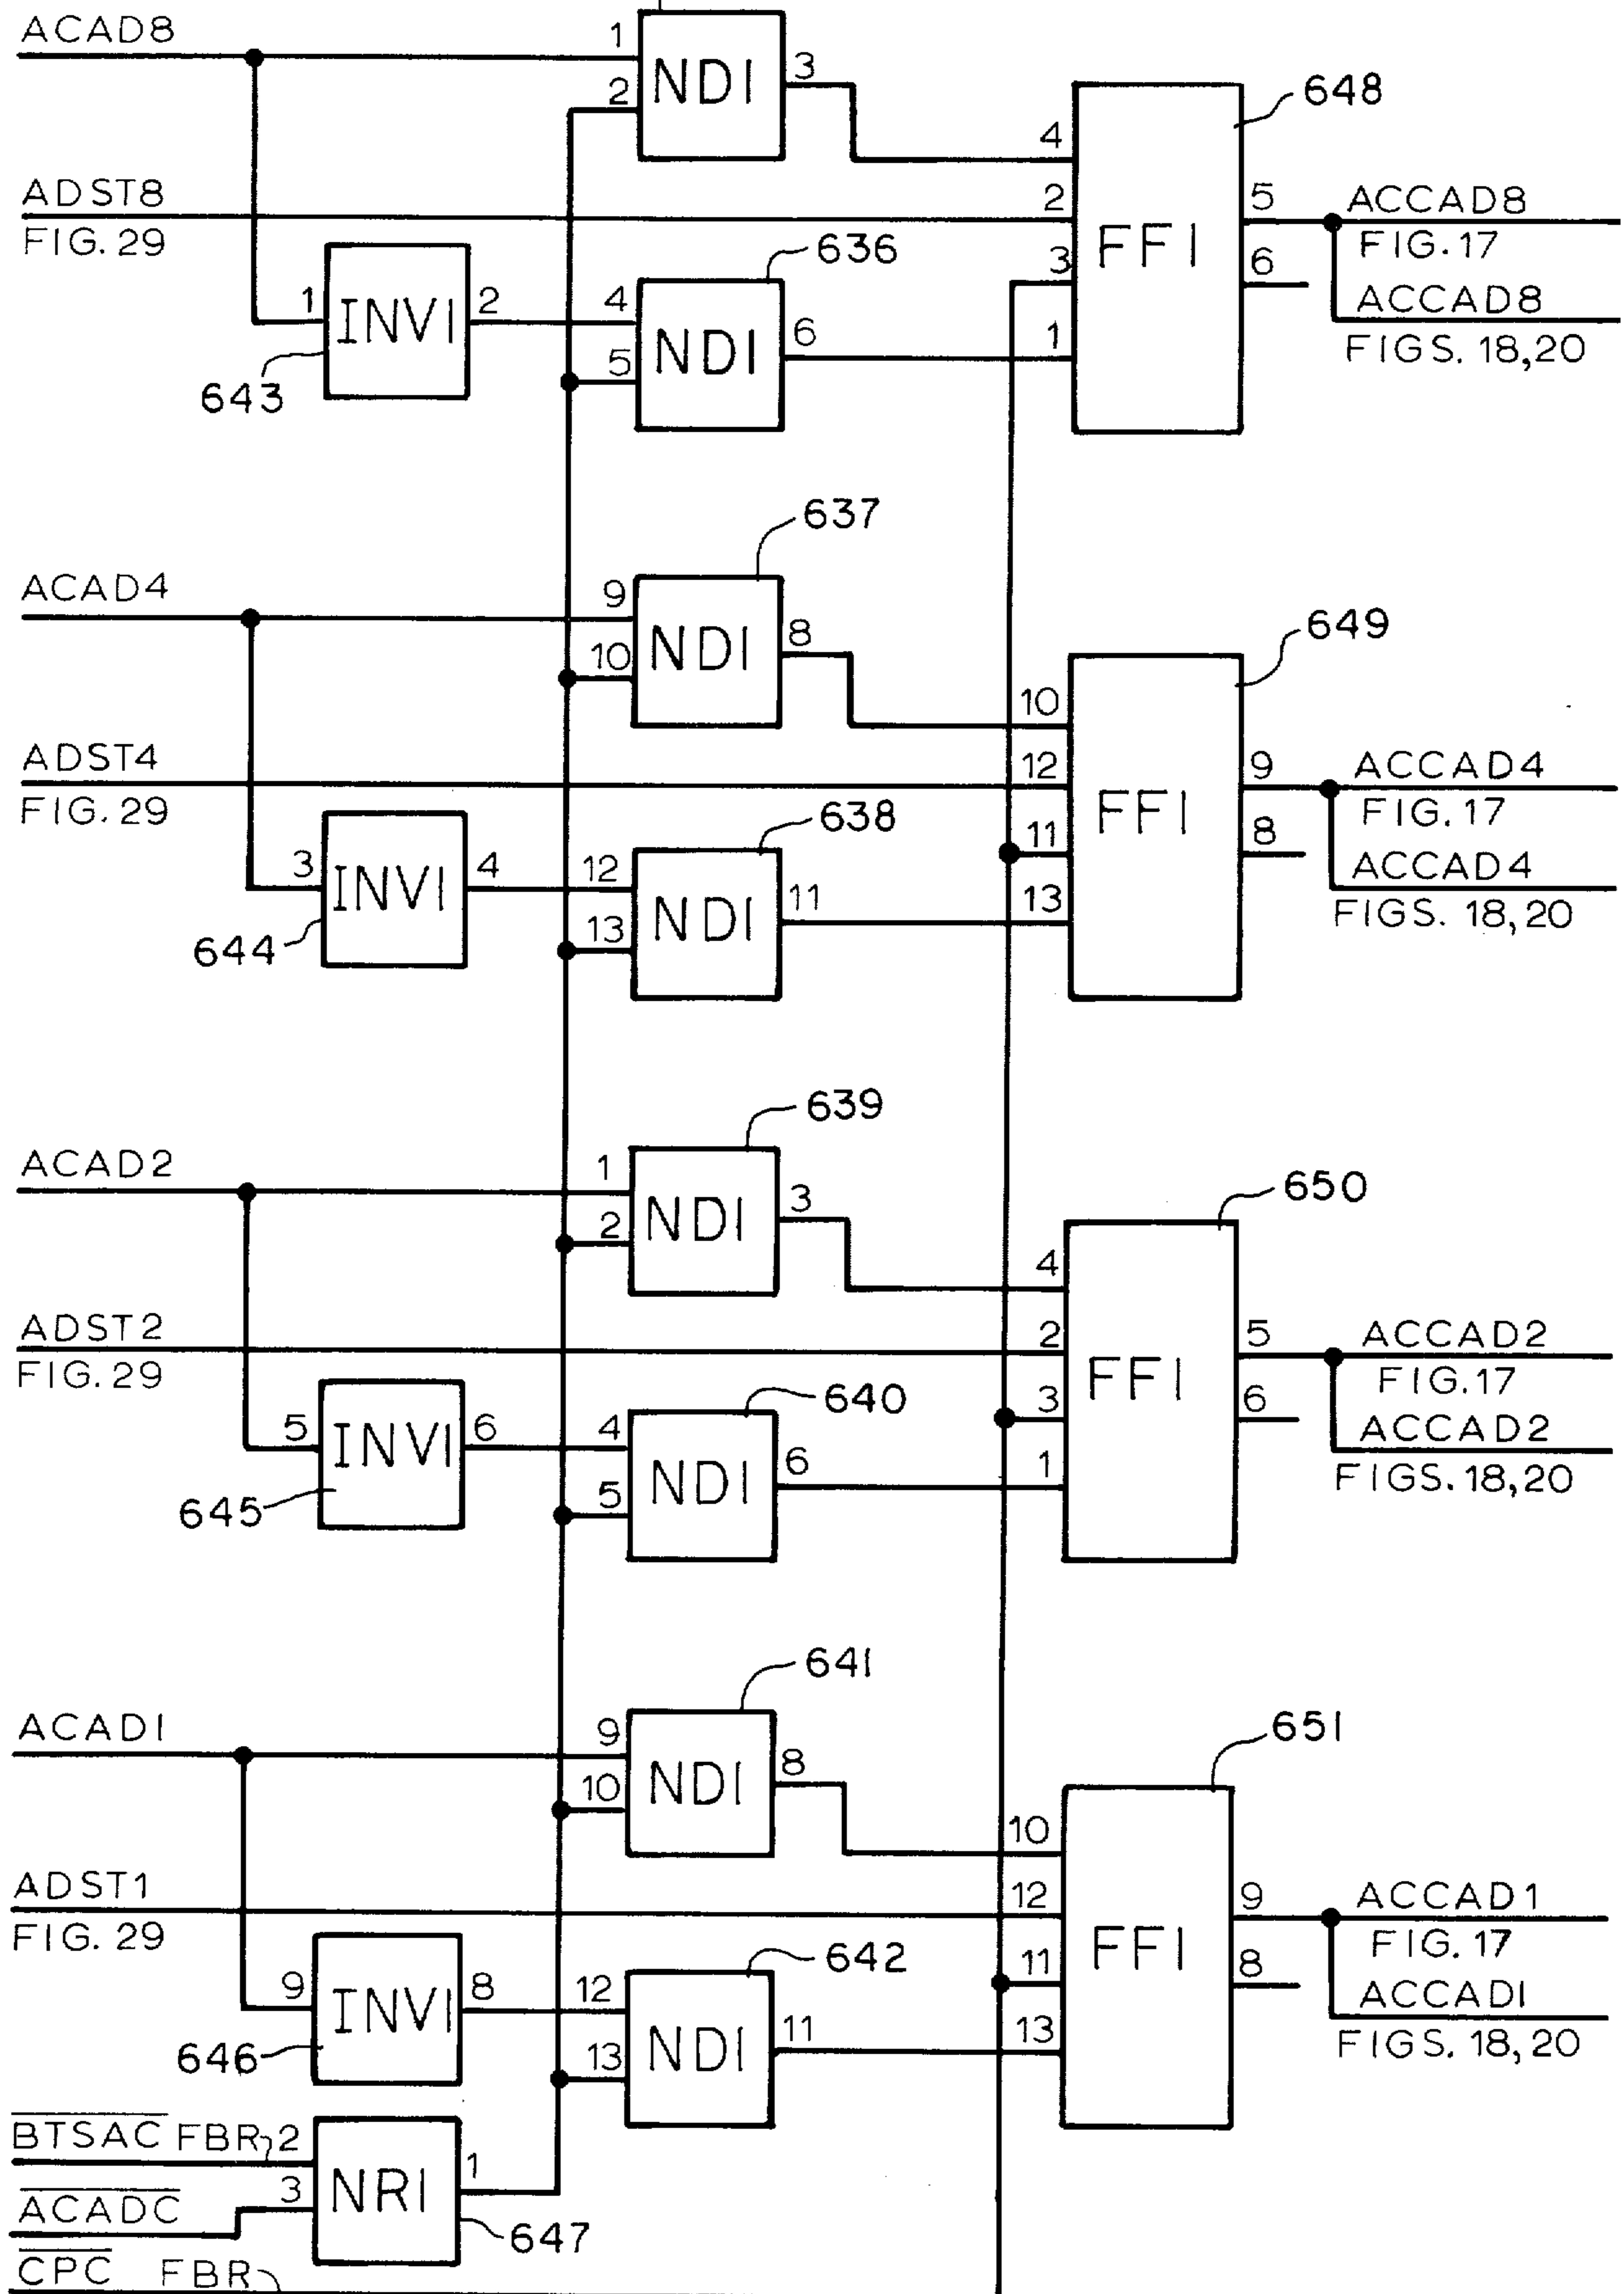 ACAD8
1
2
NDI
3
648
4
ADST8
2
5
ACCAD8
FIG. 29
FFI
FIG. 17
636
3
6
1
INVI
2
4
NDI
6
ACCAD8
5
1
FIGS. 18,20
643
637
ACAD4
9
NDI
8
649
10
10
ADST4
12
9
ACCAD4
FIG. 29
FFI
FIG. 17
638
11
8
3
INVI
4
12
NDI
11
ACCAD4
13
13
FIGS. 18,20
644
639
ACAD2
1
NDI
3
650
2
4
ADST2
2
5
ACCAD2
FIG. 29
FFI
FIG. 17
640
3
6
5
INVI
6
4
NDI
6
ACCAD2
5
1
FIGS. 18,20
645
641
ACAD1
9
NDI
8
651
10
10
ADST1
12
9
ACCAD1
FIG. 29
FFI
FIG. 17
642
11
8
9
INVI
8
12
NDI
11
ACCAD1
13
13
FIGS. 18,20
646
BTSAC FBR 2
NRI
1
ACADC
3
647
CPC FBR